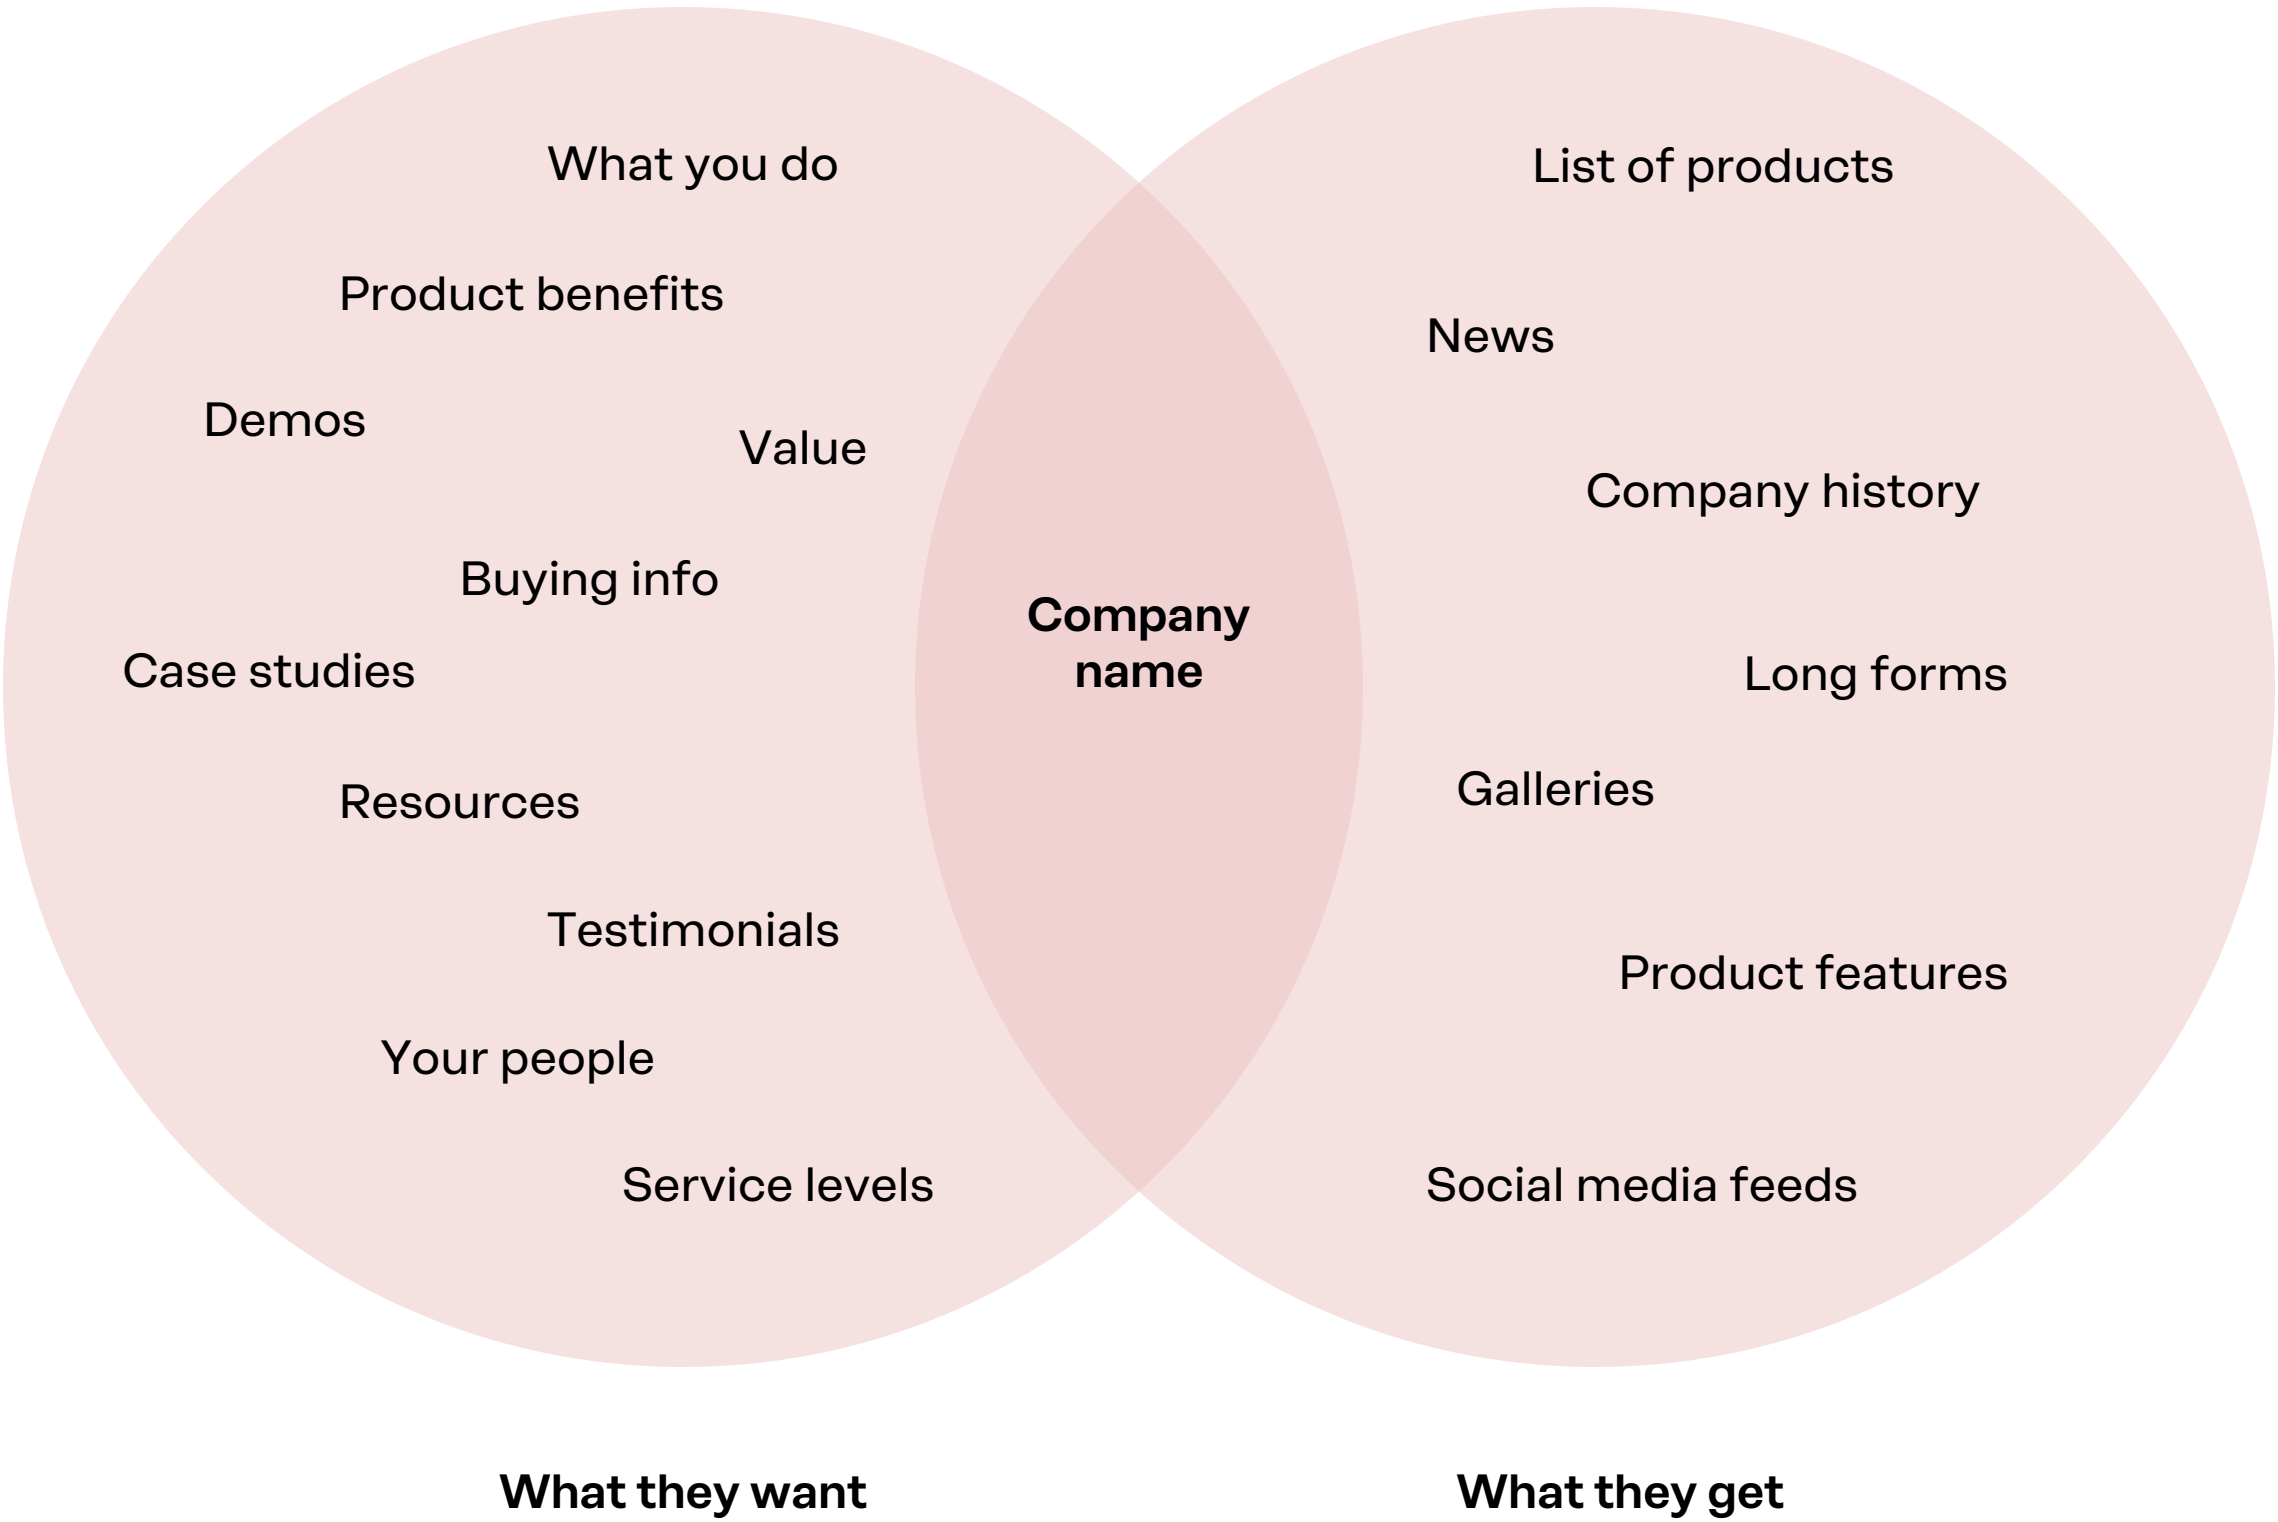 What you do
Product benefits
Demos
Value
Buying info
Case studies
Resources
Testimonials
Your people
Service levels
Company
name
List of products
News
Company history
Long forms
Galleries
Product features
Social media feeds
What they want
What they get